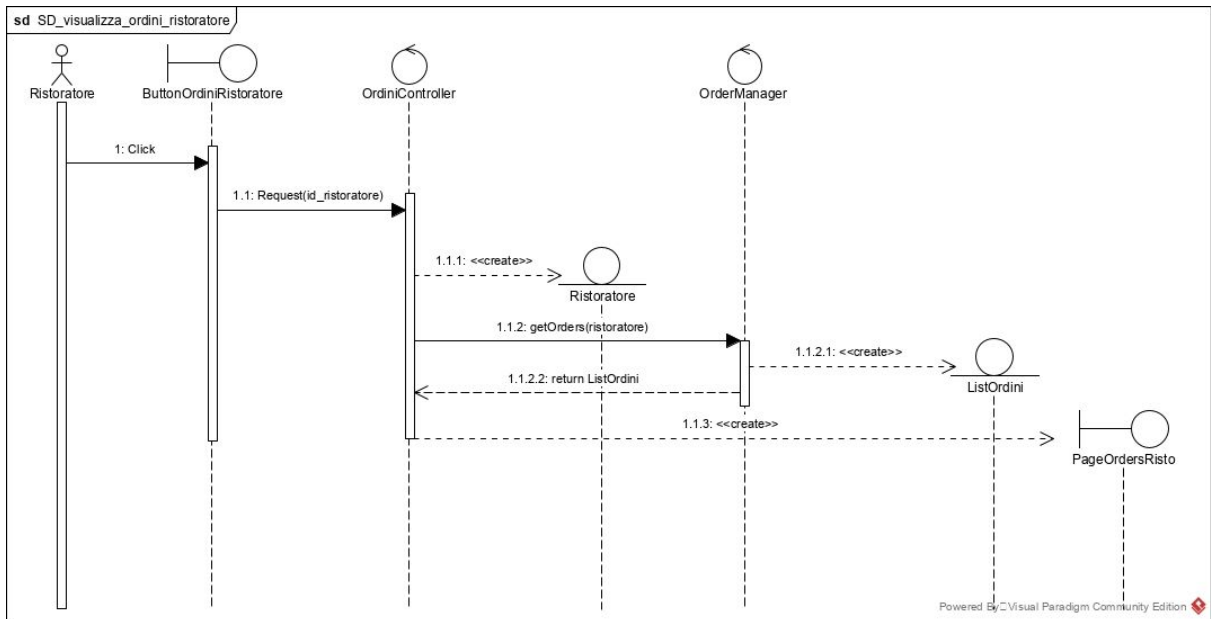 sd SD_visualizza_ordini_ristoratore
Ristoratore
ButtonOrdiniRistoratore
OrdiniController
OrderManager
1: Click
1.1: Request(id_ristoratore)
1.1.1: <<create>>
Ristoratore
1.1.2: getOrders(ristoratore)
1.1.2.1: <<create>>
1.1.2.2: return ListOrdini
ListOrdini
1.1.3: <<create>>
PageOrdersRisto
Powered By Visual Paradigm Community Edition